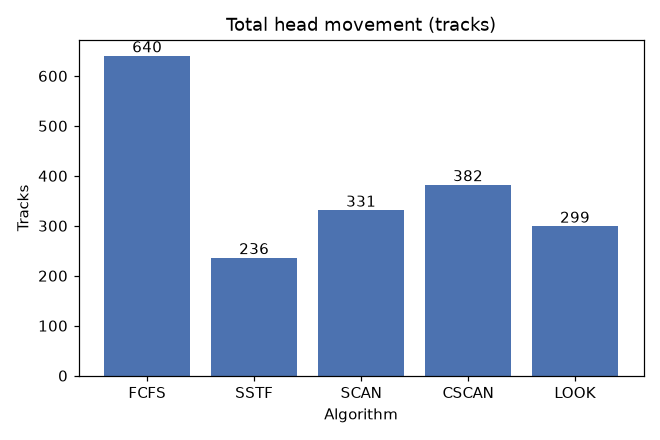 Total head movement (tracks)
640
600
500
400
300
200
100
0
Tracks
236
331
382
299
FCFS
SSTF
SCAN
CSCAN
LOOK
Algorithm